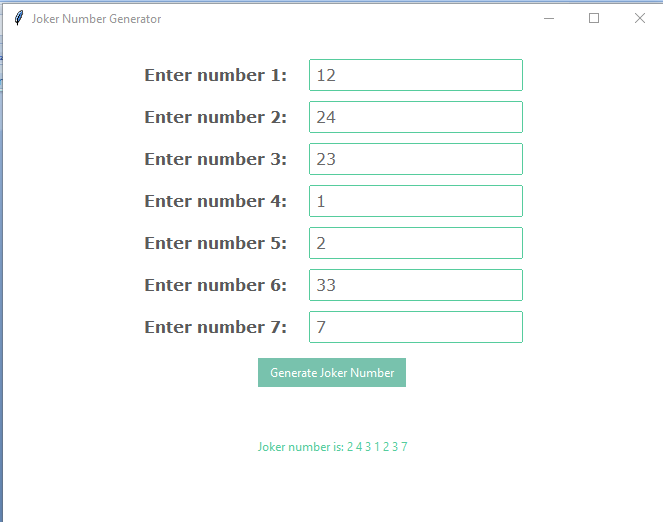 Joker Number Generator
Enter number 1: 12
Enter number 2: 24
Enter number 3: 23
Enter number 4: 1
Enter number 5: 2
Enter number 6: 33
Enter number 7: 7
Generate Joker Number
Joker number is: 2 4 3 1 2 3 7